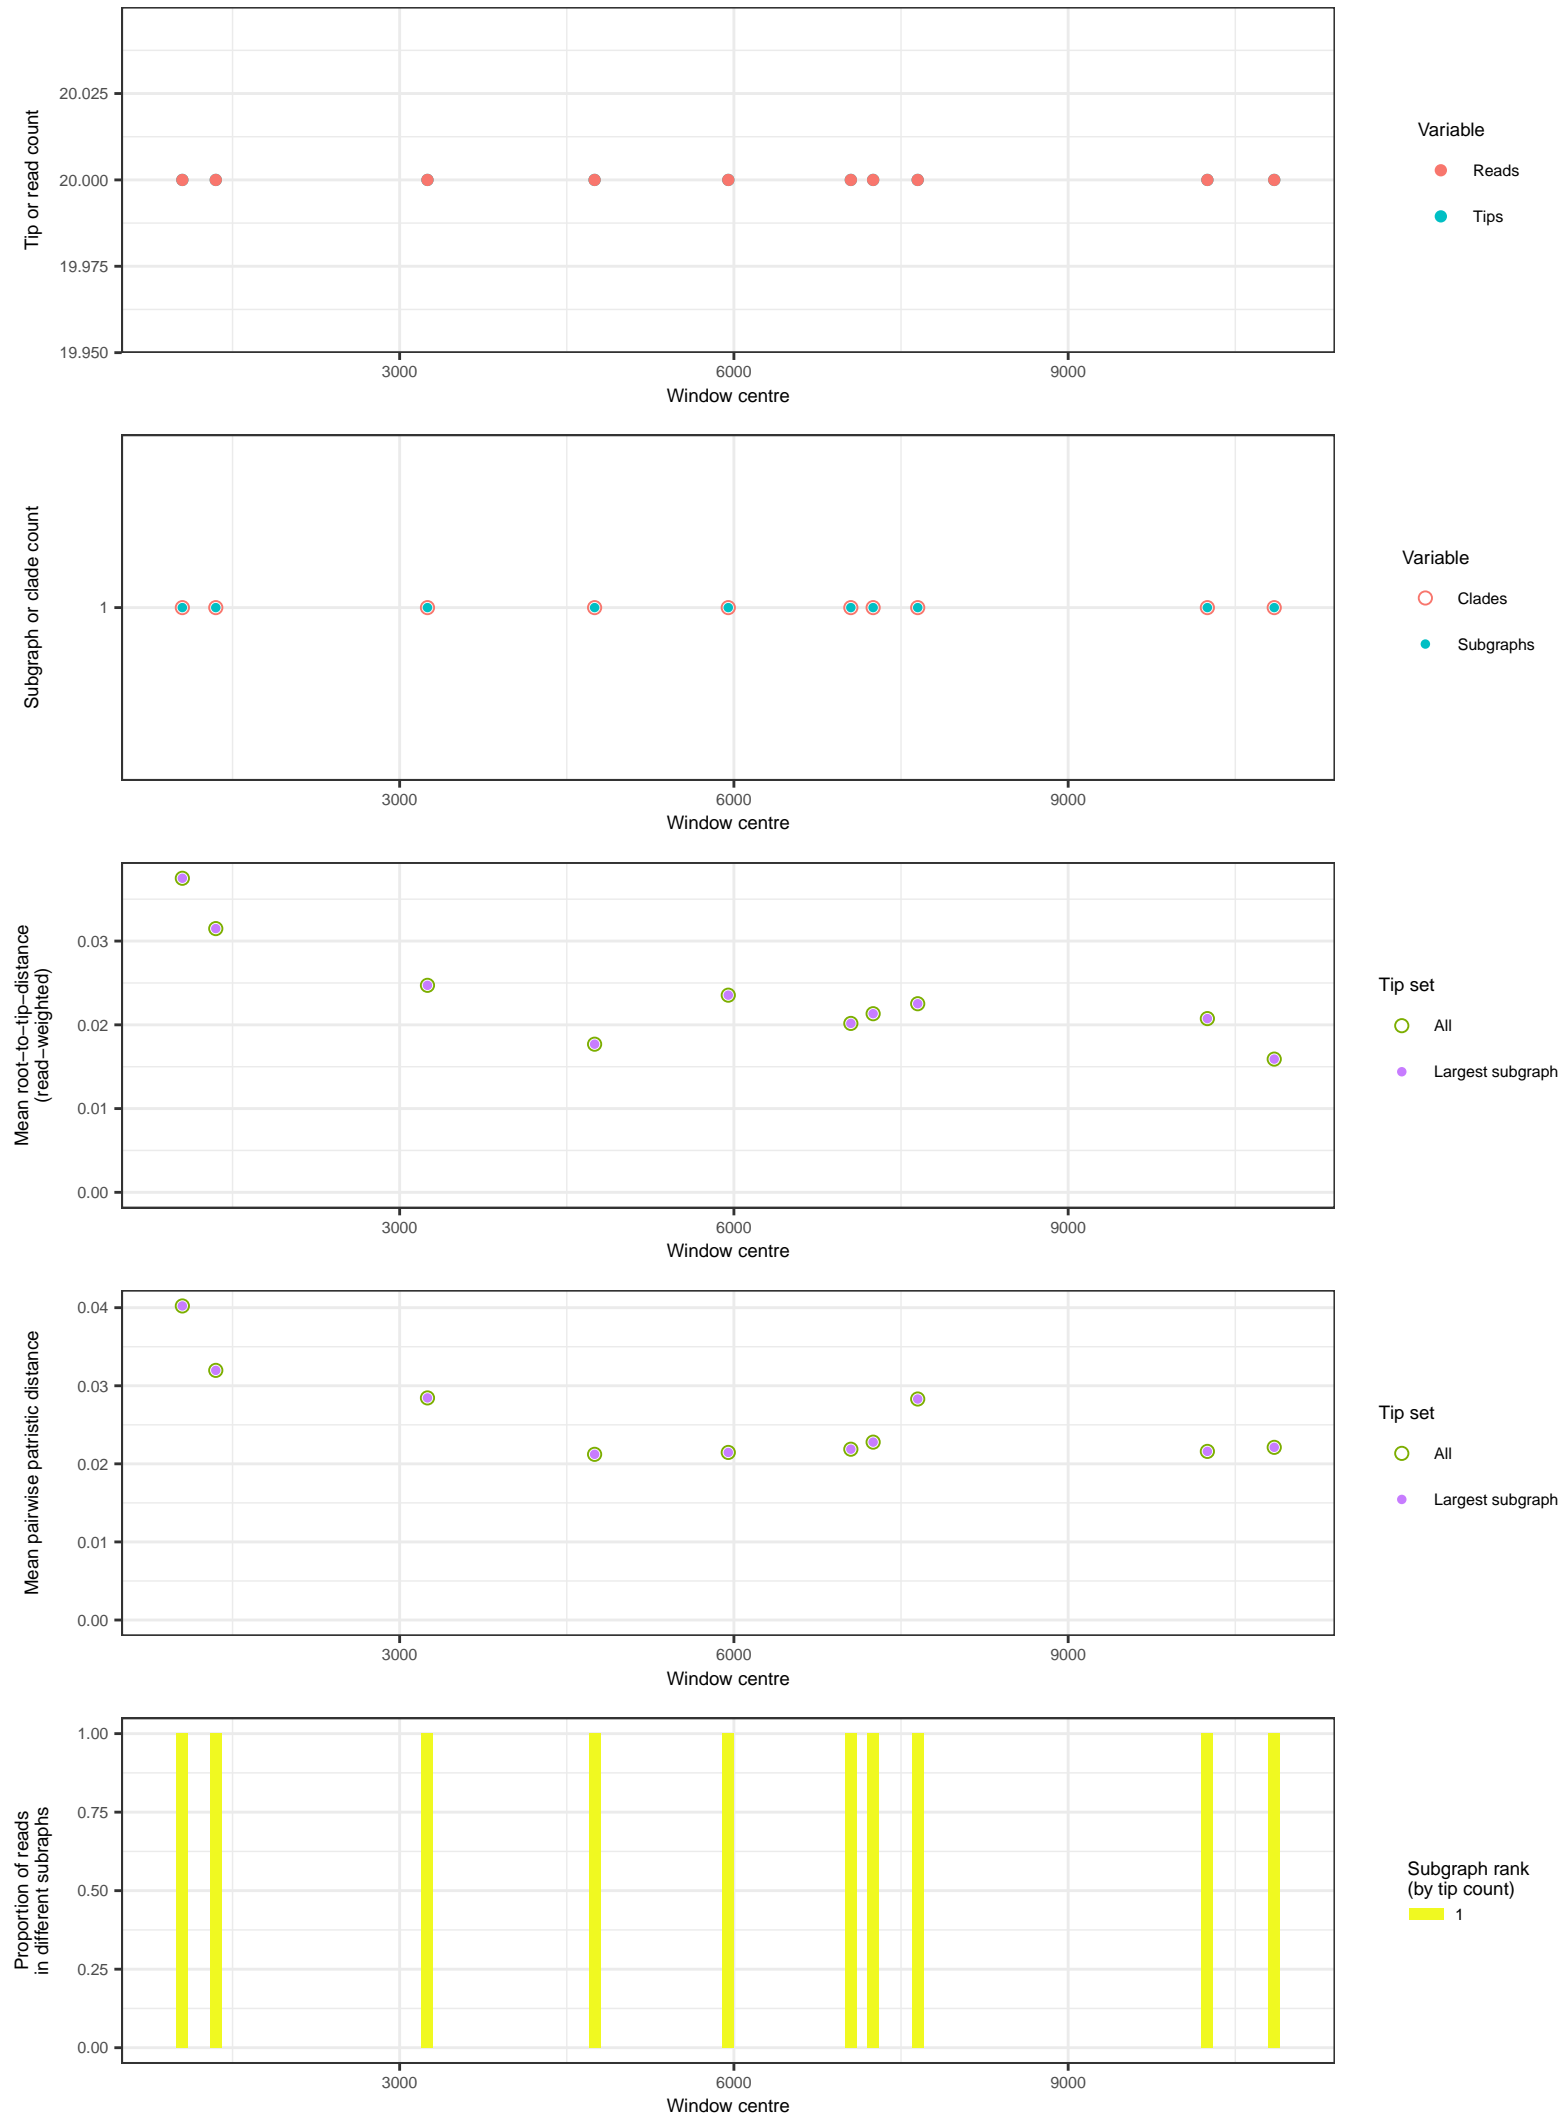 20.025
20.000
19.975
19.950
Tip or read count
3000
6000
9000
Window centre
Variable
Reads
Tips
1
Subgraph or clade count
3000
6000
9000
Window centre
Variable
Clades
Subgraphs
0.03
0.02
0.01
0.00
Mean root−to−tip−distance
(read−weighted)
3000
6000
9000
Window centre
Tip set
All
Largest subgraph
0.04
0.03
0.02
0.01
0.00
Mean pairwise patristic distance
3000
6000
9000
Window centre
Tip set
All
Largest subgraph
1.00
0.75
0.50
0.25
0.00
Proportion of reads
in different subraphs
3000
6000
9000
Window centre
Subgraph rank
(by tip count)
1